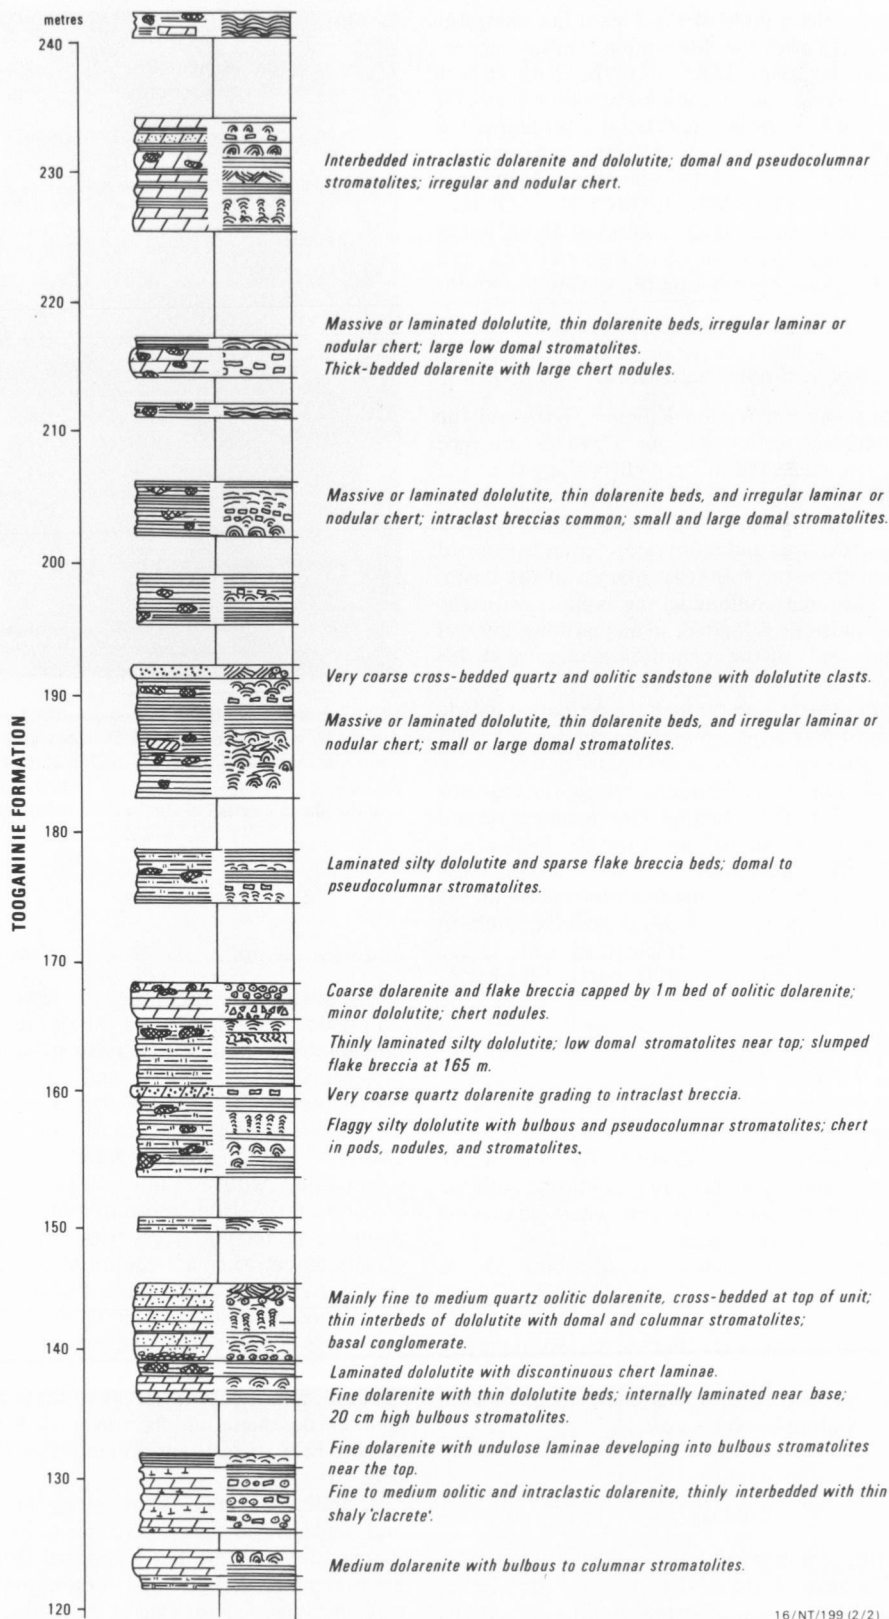 metres
240
230
220
210
200
190
180
170
160
150
140
130
120
TOOGANINIE FORMATION
Interbedded intraclastic dolarenite and dololutite; domal and pseudocolumnar
stromatolites; irregular and nodular chert.
Massive or laminated dololutite, thin dolarenite beds, irregular laminar or
nodular chert; large low domal stromatolites.
Thick-bedded dolarenite with large chert nodules.
Massive or laminated dololutite, thin dolarenite beds, and irregular laminar or
nodular chert; intraclast breccias common; small and large domal stromatolites.
Very coarse cross-bedded quartz and oolitic sandstone with dololutite clasts.
Massive or laminated dololutite, thin dolarenite beds, and irregular laminar or
nodular chert; small or large domal stromatolites.
Laminated silty dololutite and sparse flake breccia beds; domal to
pseudocolumnar stromatolites.
Coarse dolarenite and flake breccia capped by 1m bed of oolitic dolarenite;
minor dololutite; chert nodules.
Thinly laminated silty dololutite; low domal stromatolites near top; slumped
flake breccia at 165 m.
Very coarse quartz dolarenite grading to intraclast breccia.
Flaggy silty dololutite with bulbous and pseudocolumnar stromatolites; chert
in pods, nodules, and stromatolites.
Mainly fine to medium quartz oolitic dolarenite, cross-bedded at top of unit;
thin interbeds of dololutite with domal and columnar stromatolites;
basal conglomerate.
Laminated dololutite with discontinuous chert laminae.
Fine dolarenite with thin dololutite beds; internally laminated near base;
20 cm high bulbous stromatolites.
Fine dolarenite with undulose laminae developing into bulbous stromatolites
near the top.
Fine to medium oolitic and intraclastic dolarenite, thinly interbedded with thin
shaly 'clacrete'.
Medium dolarenite with bulbous to columnar stromatolites.
16/NT/199 (2/2)